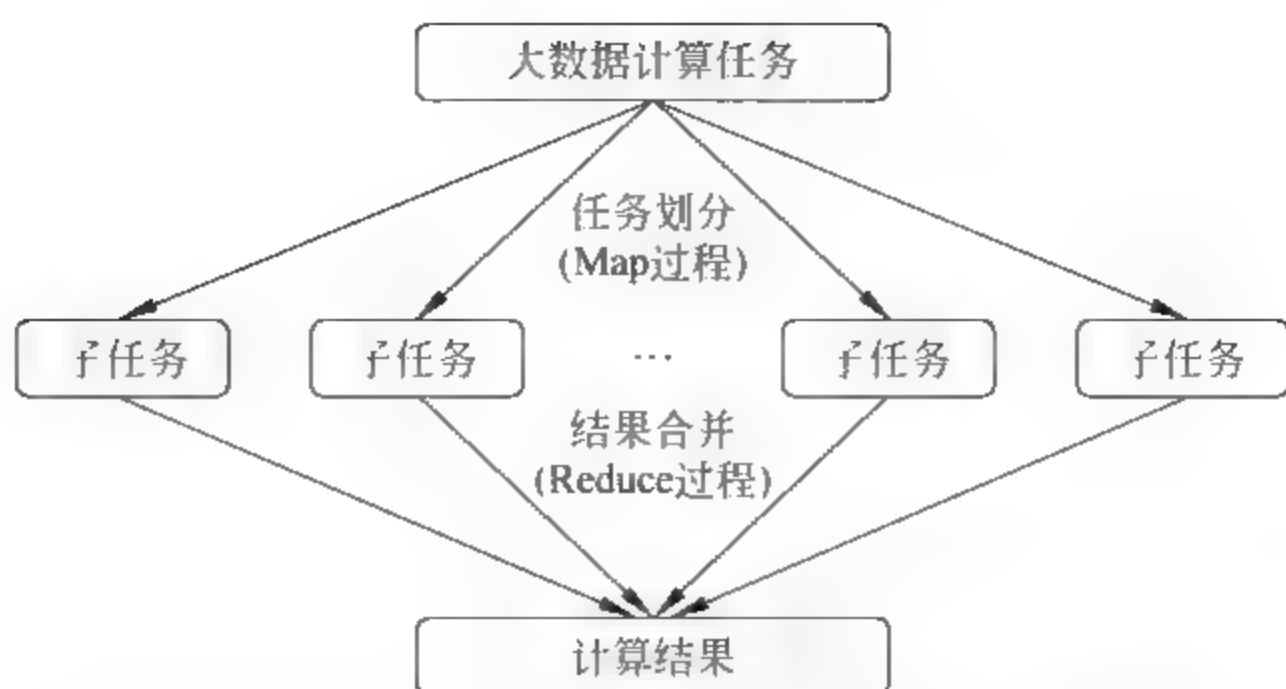 大数据计算任务
任务划分
(Map过程)
子任务 子任务 … 子任务 子任务
结果合并
(Reduce过程)
计算结果